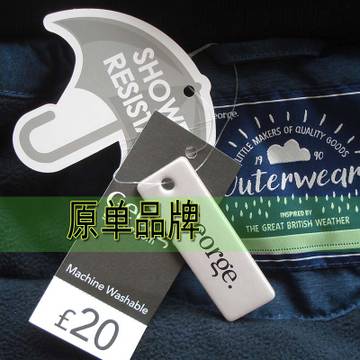 SHOW
RESIST
George.
LITTLE MAKERS OF QUALITY GOODS
19 90
Outerwear
INSPIRED BY
THE GREAT BRITISH WEATHER
原单品牌
George.
Machine Washable
£20